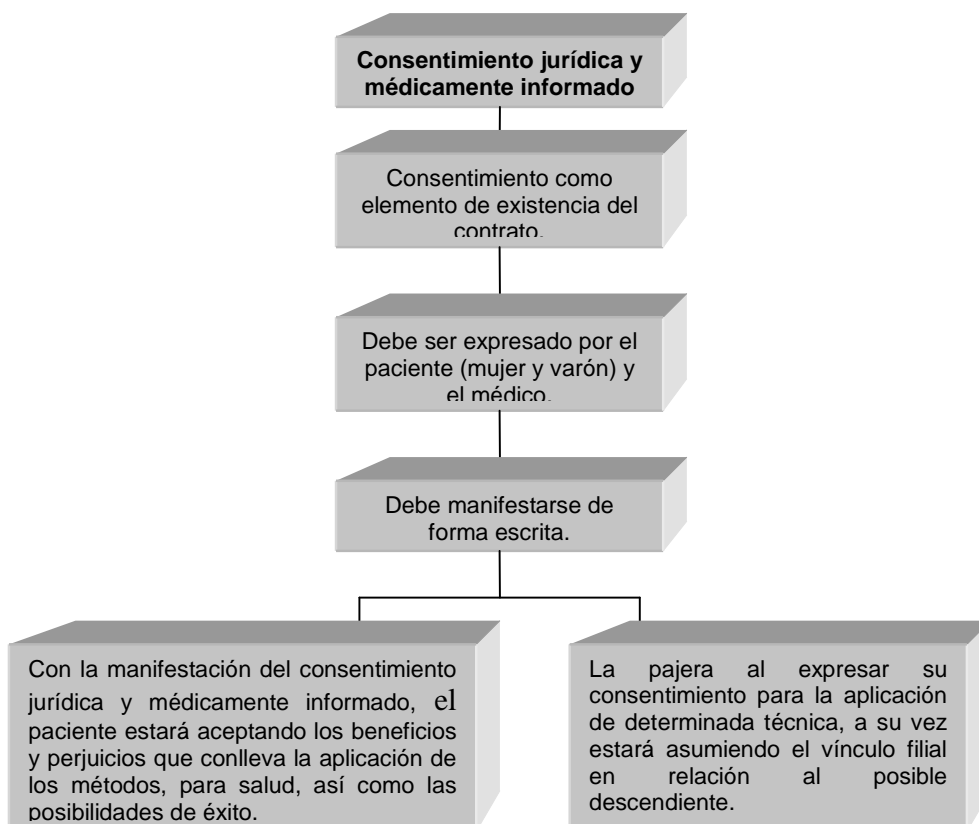 Consentimiento jurídica y
médicamente informado
Consentimiento como
elemento de existencia del
contrato.
Debe ser expresado por el
paciente (mujer y varón) y
el médico.
Debe manifestarse de
forma escrita.
Con la manifestación del consentimiento
jurídica y médicamente informado, el
paciente estará aceptando los beneficios
y perjuicios que conlleva la aplicación de
los métodos, para salud, así como las
posibilidades de éxito.
La pajera al expresar su
consentimiento para la aplicación
de determinada técnica, a su vez
estará asumiendo el vínculo filial
en relación al posible
descendiente.